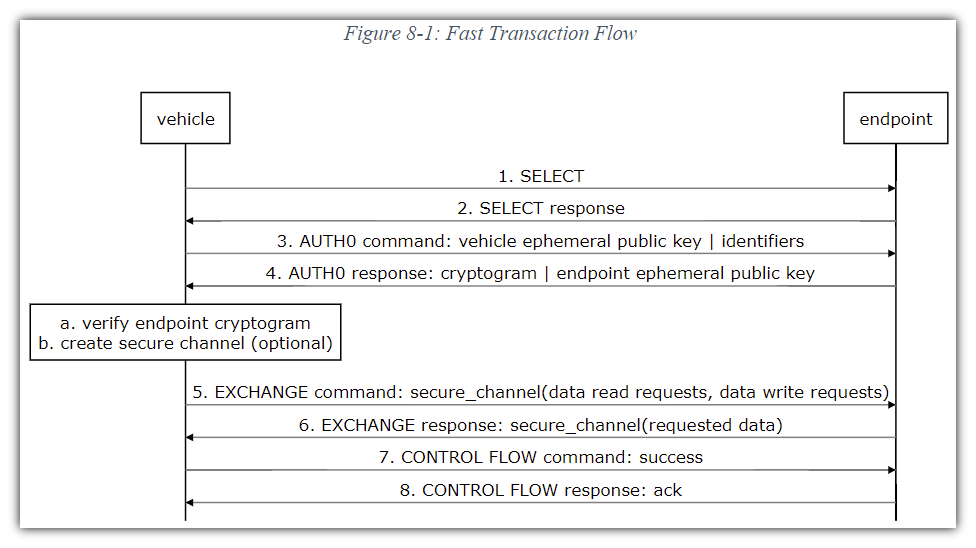 Figure 8-1: Fast Transaction Flow
vehicle
endpoint
1. SELECT
2. SELECT response
3. AUTH0 command: vehicle ephemeral public key | identifiers
4. AUTH0 response: cryptogram | endpoint ephemeral public key
a. verify endpoint cryptogram
b. create secure channel (optional)
5. EXCHANGE command: secure_channel(data read requests, data write requests)
6. EXCHANGE response: secure_channel(requested data)
7. CONTROL FLOW command: success
8. CONTROL FLOW response: ack